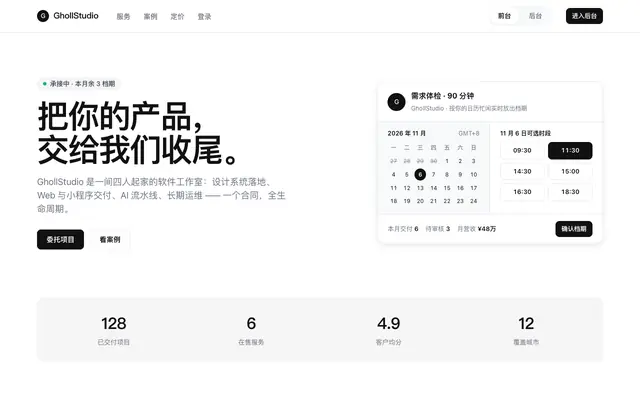 G GhollStudio 服务 案例 定价 登录 前台 后台 进入后台
承接中 · 本月余 3 档期
把你的产品，
交给我们收尾。
GhollStudio 是一间四人起家的软件工作室：设计系统落地、
Web 与小程序交付、AI 流水线、长期运维 —— 一个合同，全生
命周期。
委托项目 看案例
G 需求体检 · 90 分钟
GhollStudio · 按你的日历忙闲实时放出档期
2026 年 11 月 GMT+8
一 二 三 四 五 六 日
27 28 29 30 1 2 3
4 5 6 7 8 9 10
11 12 13 14 15 16 17
18 19 20 21 22 23 24
11 月 6 日可选时段
09:30 11:30
14:30 15:00
16:30 18:30
本月交付 6 待审核 3 月营收 ¥48万 确认档期
128 6 4.9 12
已交付项目 在售服务 客户均分 覆盖城市